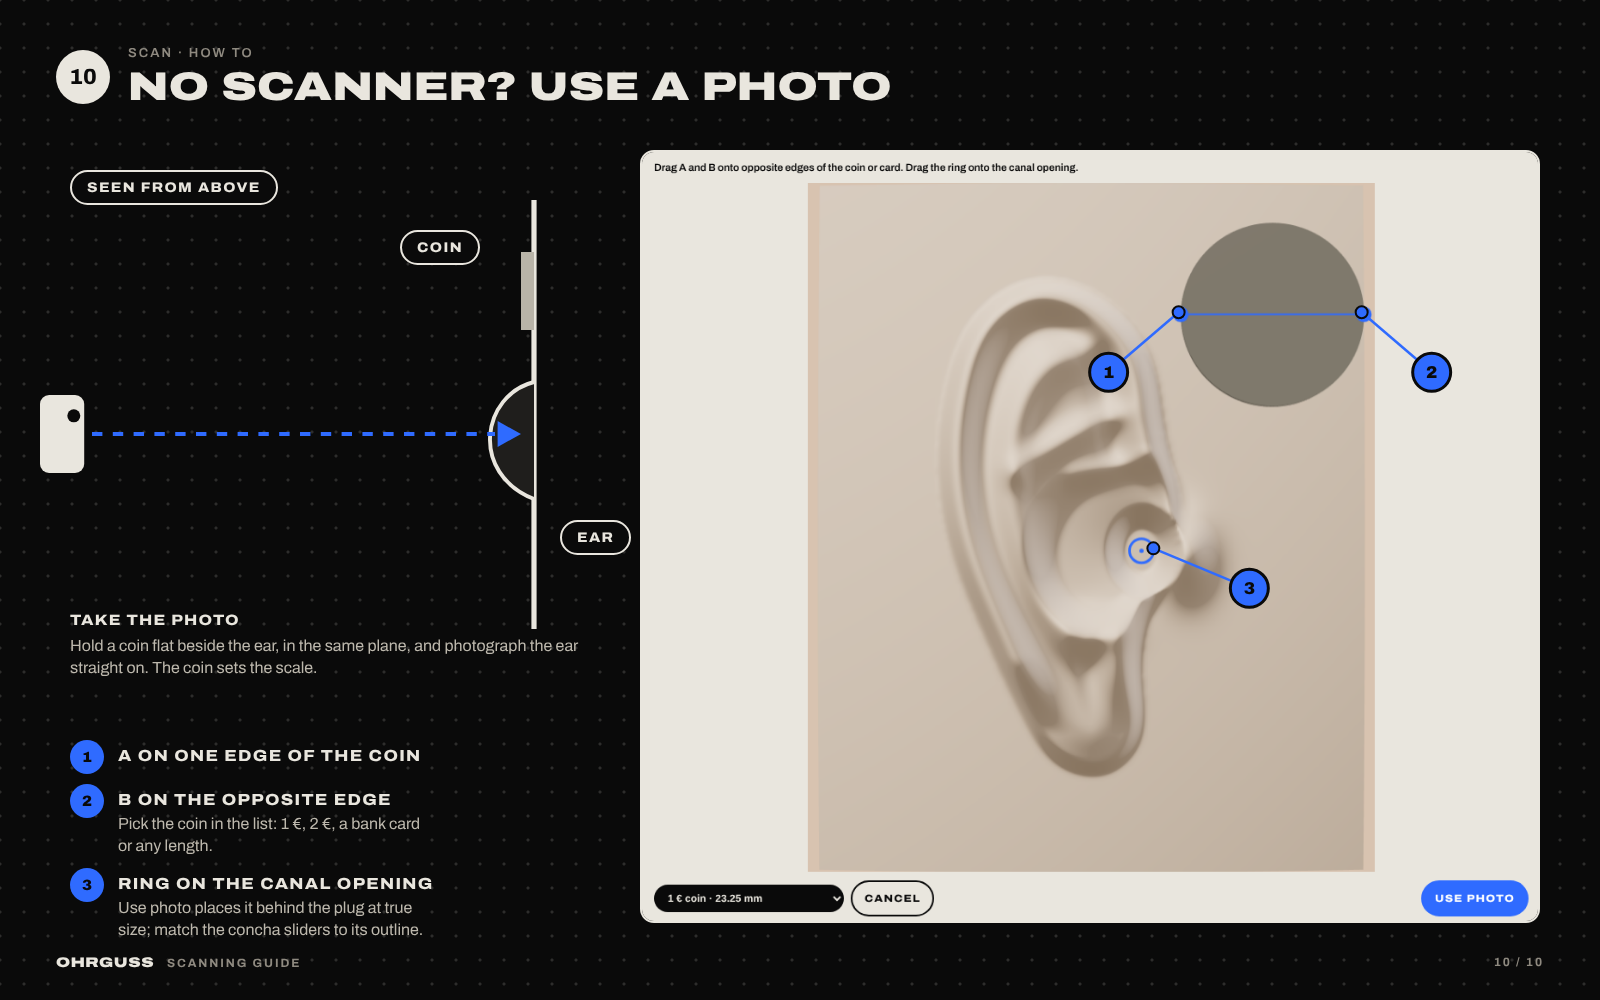 10
SCAN · HOW TO
NO SCANNER? USE A PHOTO
SEEN FROM ABOVE
COIN
EAR
TAKE THE PHOTO
Hold a coin flat beside the ear, in the same plane, and photograph the ear
straight on. The coin sets the scale.
1 A ON ONE EDGE OF THE COIN
2 B ON THE OPPOSITE EDGE
Pick the coin in the list: 1 €, 2 €, a bank card
or any length.
3 RING ON THE CANAL OPENING
Use photo places it behind the plug at true
size; match the concha sliders to its outline.
Drag A and B onto opposite edges of the coin or card. Drag the ring onto the canal opening.
1
2
3
1 € coin · 23.25 mm
CANCEL
USE PHOTO
OHRGUSS SCANNING GUIDE
10 / 10